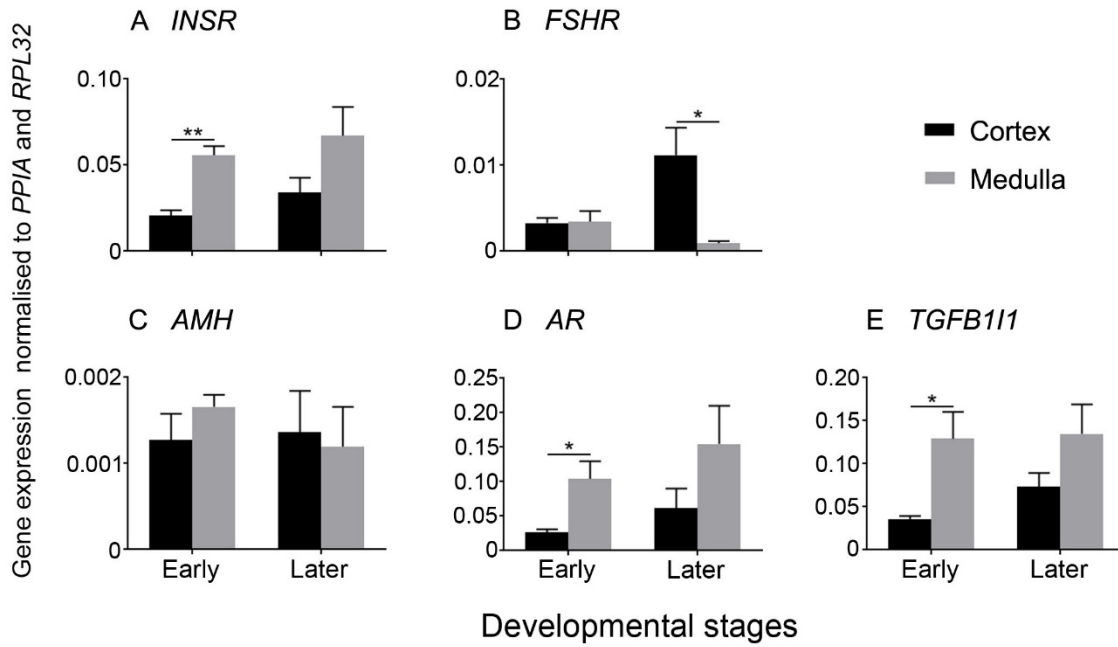 Gene expression normalised to PPIA and RPL32
A INSR
0.10
0.05
0
**
B FSHR
0.02
0.01
0
*
Cortex
Medulla
C AMH
0.002
0.001
0
Early Later
D AR
0.25
0.20
0.15
0.10
0.05
0
*
Early Later
E TGFB1I1
0.20
0.15
0.10
0.05
0
*
Early Later
Developmental stages